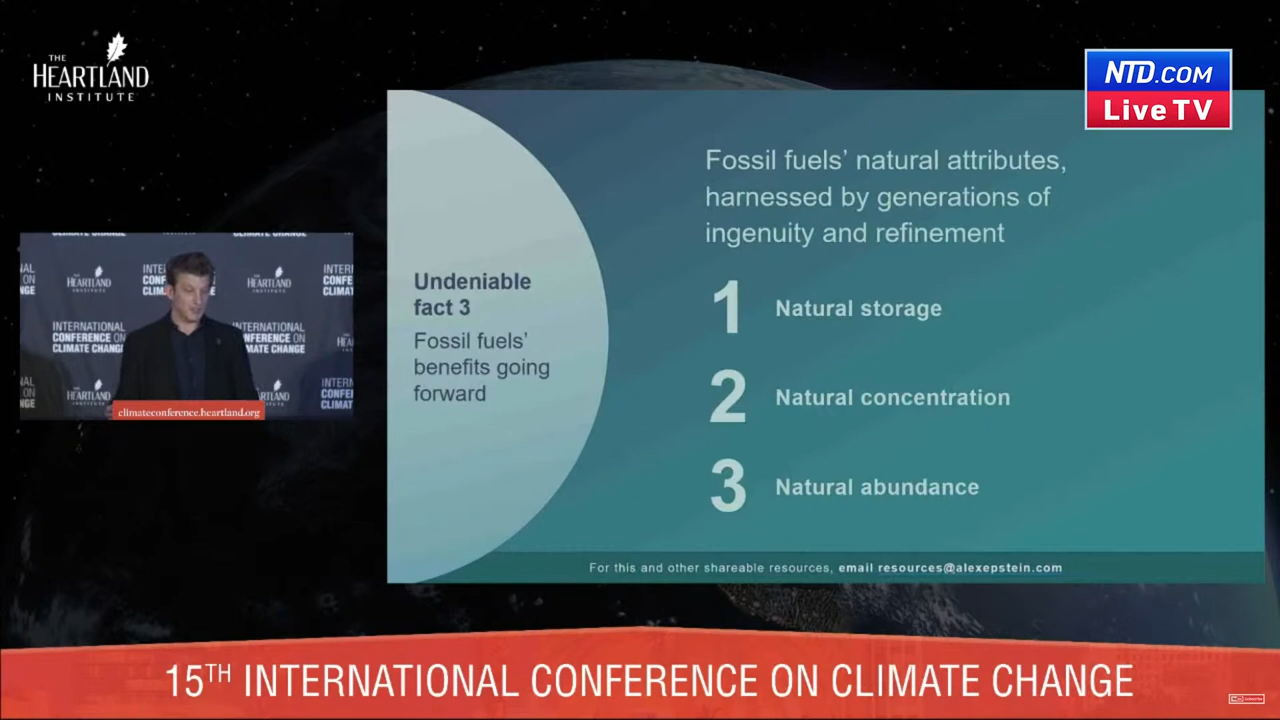 THE
HEARTLAND
INSTITUTE
NTD.COM
Live TV
Fossil fuels’ natural attributes,
harnessed by generations of
ingenuity and refinement
Undeniable
fact 3
Fossil fuels’
benefits going
forward
1 Natural storage
2 Natural concentration
3 Natural abundance
For this and other shareable resources, email resources@alexepstein.com
INTERNATIONAL
CONFERENCE ON
CLIMATE CHANGE
HEARTLAND
climateconference.heartland.org
15TH INTERNATIONAL CONFERENCE ON CLIMATE CHANGE